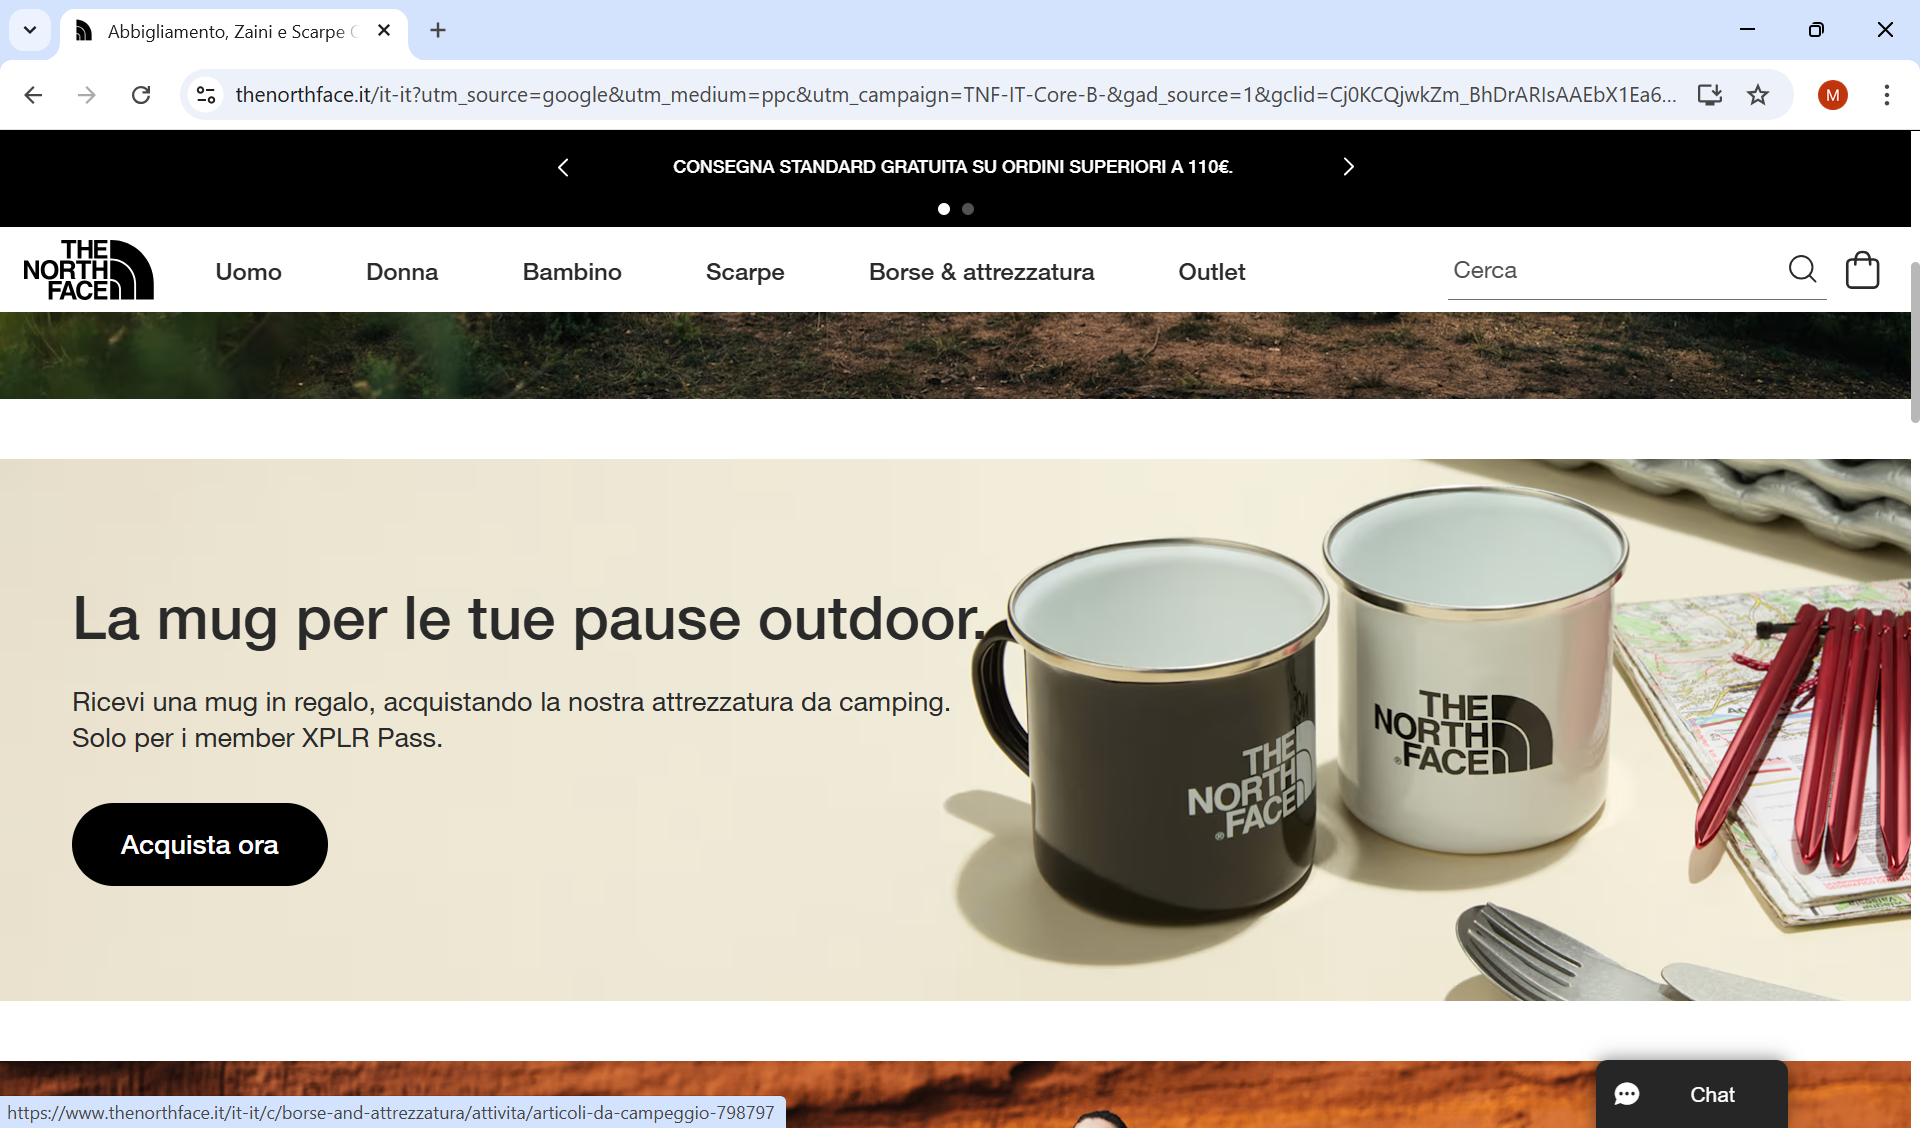 Abbigliamento, Zaini e Scarpe
thenorthface.it/it-it?utm_source=google&utm_medium=ppc&utm_campaign=TNF-IT-Core-B-&gad_source=1&gclid=Cj0KCQjwkZm_BhDrARIsAAEbX1Ea6...
M
CONSEGNA STANDARD GRATUITA SU ORDINI SUPERIORI A 110€.
THE
NORTH
FACE
Uomo
Donna
Bambino
Scarpe
Borse & attrezzatura
Outlet
Cerca
La mug per le tue pause outdoor.
Ricevi una mug in regalo, acquistando la nostra attrezzatura da camping.
Solo per i member XPLR Pass.
Acquista ora
THE
NORTH
FACE
THE
NORTH
FACE
Chat
https://www.thenorthface.it/it-it/c/borse-and-attrezzatura/attivita/articoli-da-campeggio-798797